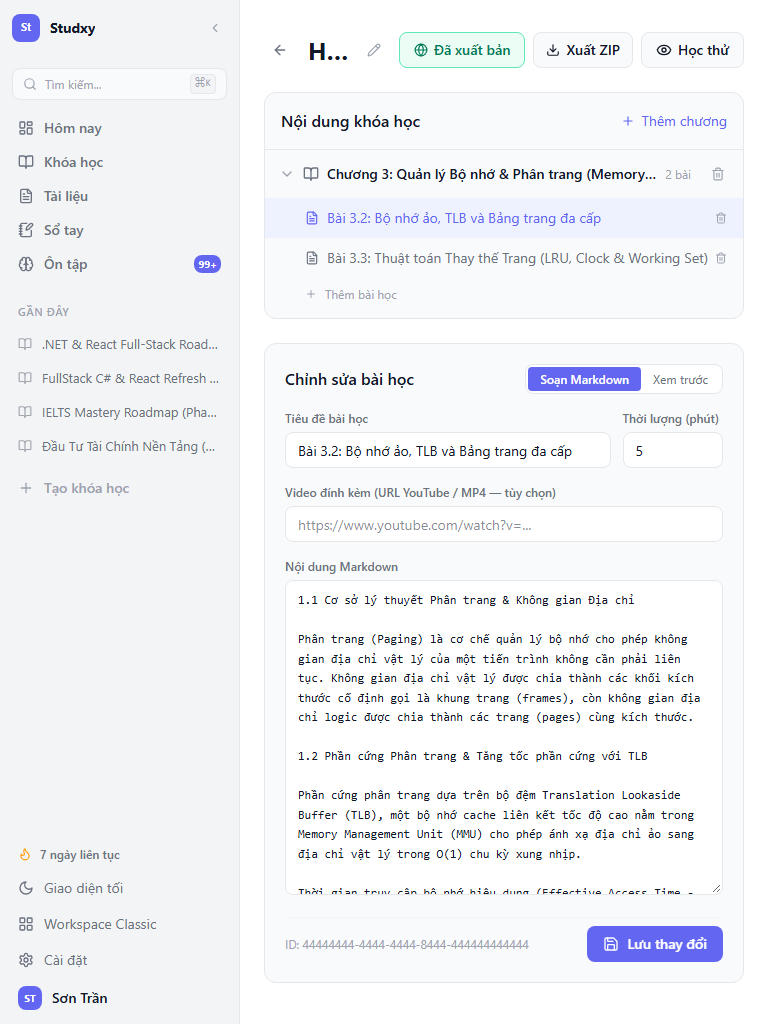 St Studxy
Tìm kiếm... ⌘K
Hôm nay
Khóa học
Tài liệu
Sổ tay
Ôn tập 99+
GẦN ĐÂY
.NET & React Full-Stack Road...
FullStack C# & React Refresh ...
IELTS Mastery Roadmap (Pha...
Đầu Tư Tài Chính Nền Tảng (...
Tạo khóa học
7 ngày liên tục
Giao diện tối
Workspace Classic
Cài đặt
ST Sơn Trần
H... Đã xuất bản Xuất ZIP Học thử
Nội dung khóa học + Thêm chương
Chương 3: Quản lý Bộ nhớ & Phân trang (Memory... 2 bài
Bài 3.2: Bộ nhớ ảo, TLB và Bảng trang đa cấp
Bài 3.3: Thuật toán Thay thế Trang (LRU, Clock & Working Set)
+ Thêm bài học
Chỉnh sửa bài học Soạn Markdown Xem trước
Tiêu đề bài học Thời lượng (phút)
Bài 3.2: Bộ nhớ ảo, TLB và Bảng trang đa cấp 5
Video đính kèm (URL YouTube / MP4 — tùy chọn)
https://www.youtube.com/watch?v=...
Nội dung Markdown
1.1 Cơ sở lý thuyết Phân trang & Không gian Địa chỉ
Phân trang (Paging) là cơ chế quản lý bộ nhớ cho phép không
gian địa chỉ vật lý của một tiến trình không cần phải liên
tục. Không gian địa chỉ vật lý được chia thành các khối kích
thước cố định gọi là khung trang (frames), còn không gian địa
chỉ logic được chia thành các trang (pages) cùng kích thước.
1.2 Phần cứng Phân trang & Tăng tốc phần cứng với TLB
Phần cứng phân trang dựa trên bộ đệm Translation Lookaside
Buffer (TLB), một bộ nhớ cache liên kết tốc độ cao nằm trong
Memory Management Unit (MMU) cho phép ánh xạ địa chỉ ảo sang
địa chỉ vật lý trong O(1) chu kỳ xung nhịp.
Thời gian truy cập bộ nhớ hiệu dụng (Effective Access Time -
ID: 44444444-4444-4444-8444-444444444444 Lưu thay đổi